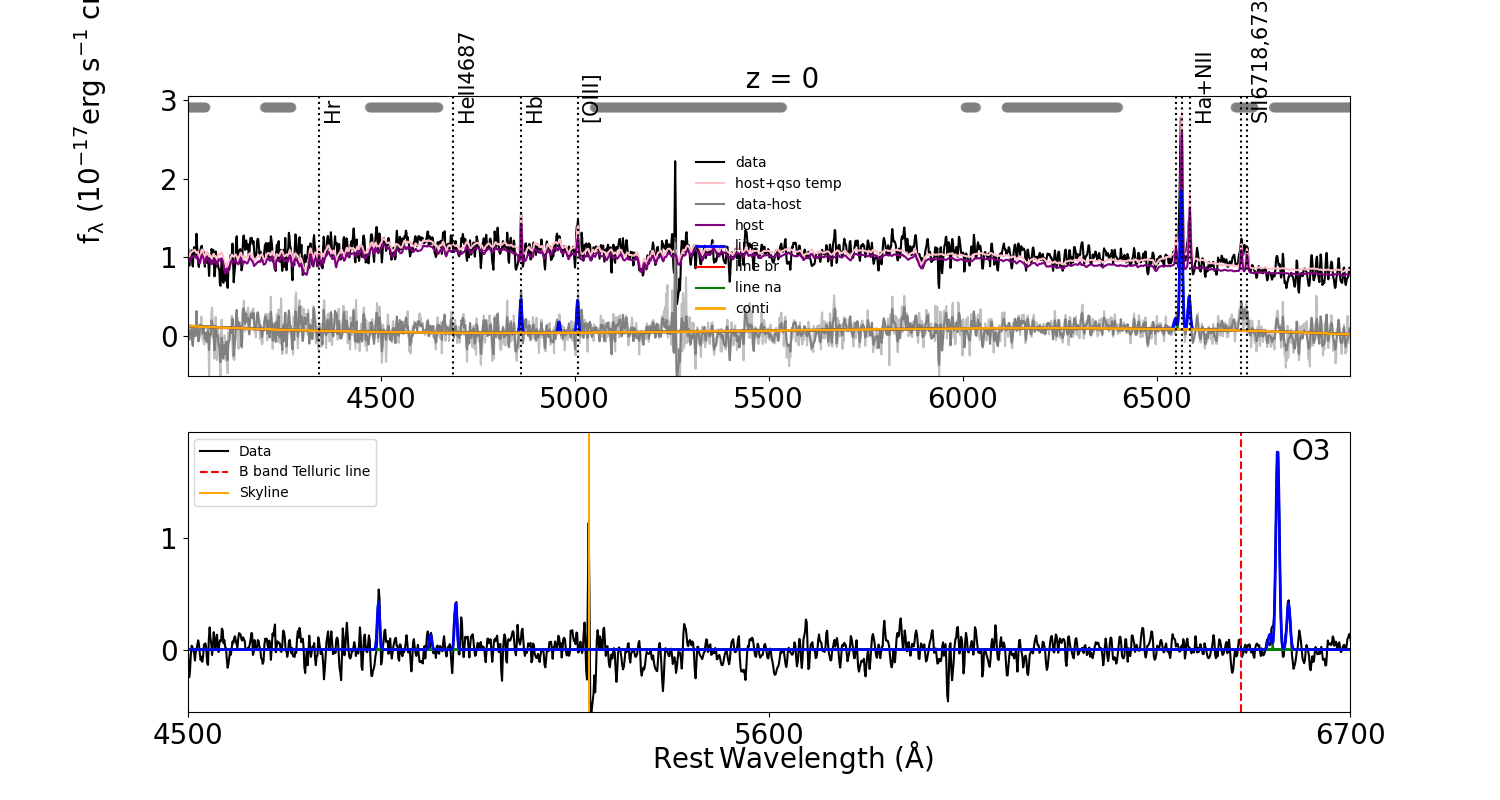 z = 0
fλ (10−17erg s−1 c
Hr
HeII4687
Hb
[OIII]
Ha+NII
SII6718,673
3
2
1
0
data
host+qso temp
data-host
host
line
line br
line na
conti
4500 5000 5500 6000 6500
Data
B band Telluric line
Skyline
O3
1
0
4500 5600 6700
Rest Wavelength (Å)